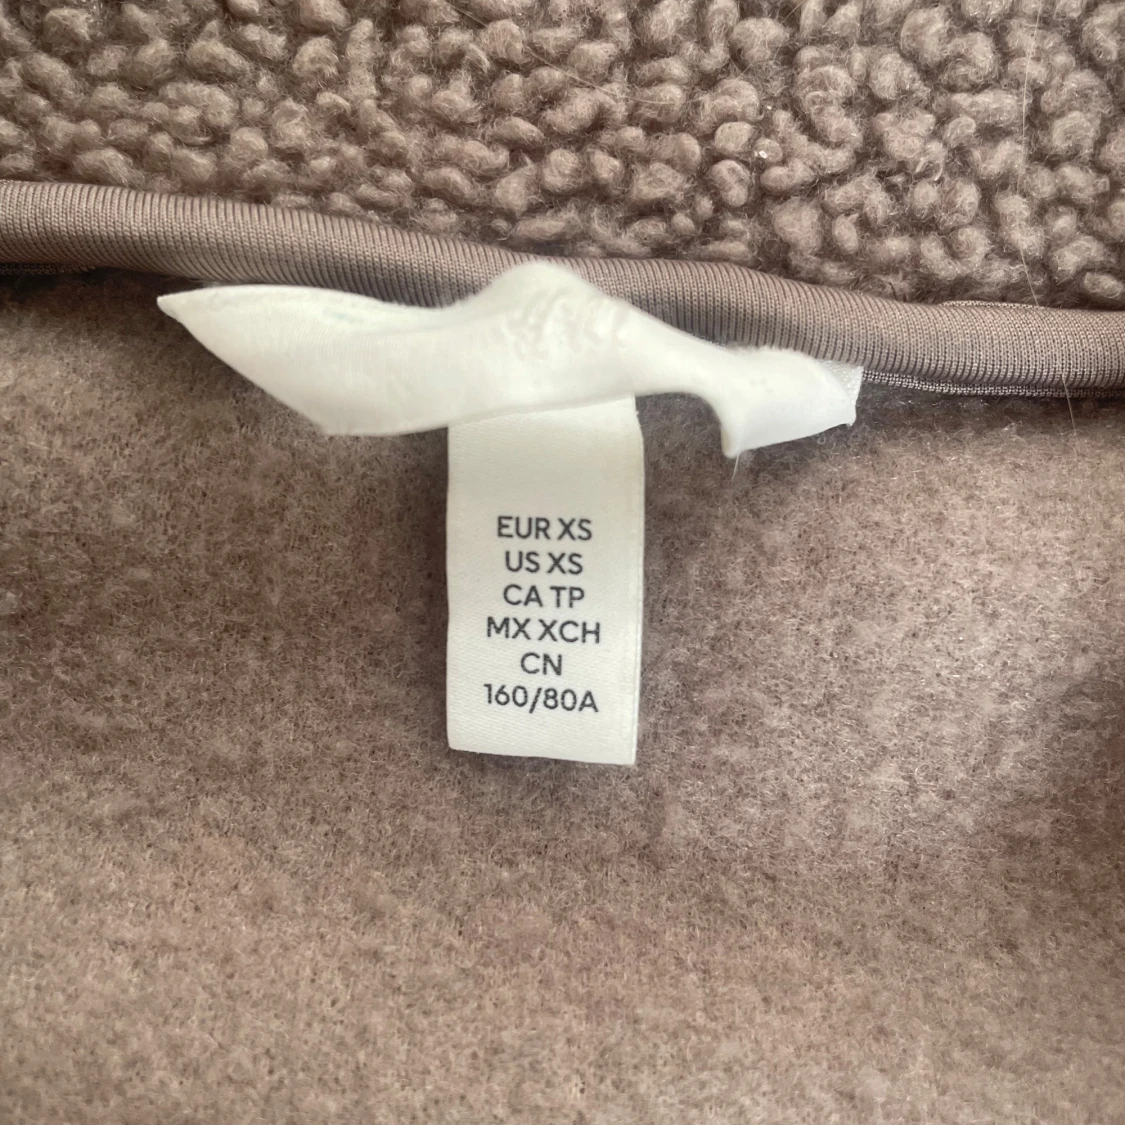 EUR XS
US XS
CA TP
MX XCH
CN
160/80A